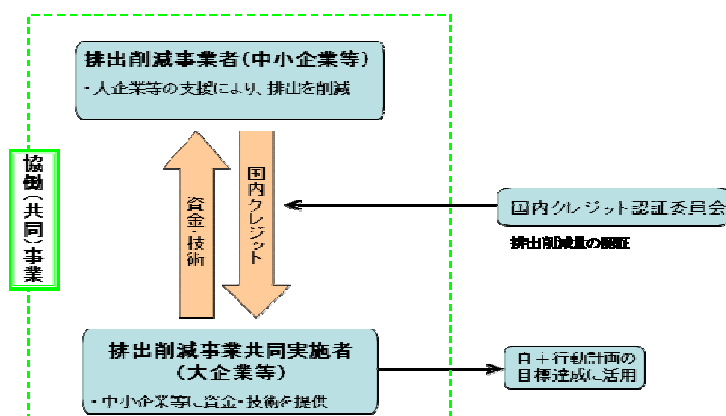 排出削減事業者(中小企業等)
・大企業等の支援により、排出を削減
協働(共同)事業
資金・技術
国内クレジット
国内クレジット認証委員会
排出削減量の認証
排出削減事業共同実施者
(大企業等)
・中小企業等に資金・技術を提供
自主行動計画の
目標達成に活用